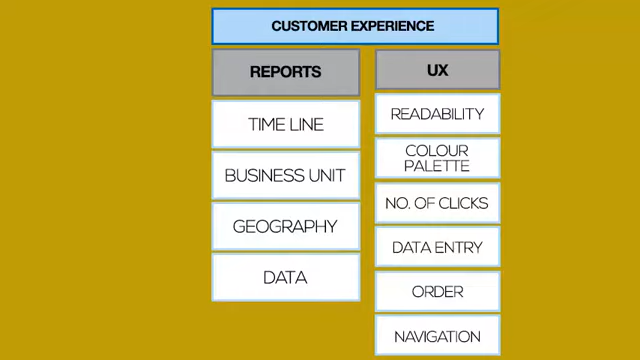 CUSTOMER EXPERIENCE
REPORTS
TIME LINE
BUSINESS UNIT
GEOGRAPHY
DATA
UX
READABILITY
COLOUR
PALETTE
NO. OF CLICKS
DATA ENTRY
ORDER
NAVIGATION